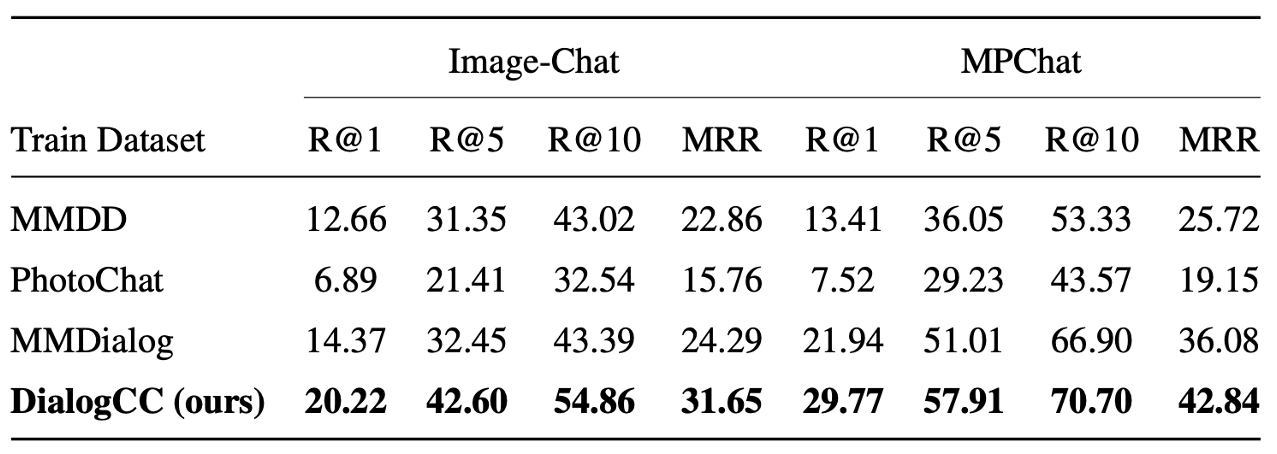 Image-Chat MPChat
Train Dataset R@1 R@5 R@10 MRR R@1 R@5 R@10 MRR
MMDD 12.66 31.35 43.02 22.86 13.41 36.05 53.33 25.72
PhotoChat 6.89 21.41 32.54 15.76 7.52 29.23 43.57 19.15
MMDialog 14.37 32.45 43.39 24.29 21.94 51.01 66.90 36.08
DialogCC (ours) 20.22 42.60 54.86 31.65 29.77 57.91 70.70 42.84